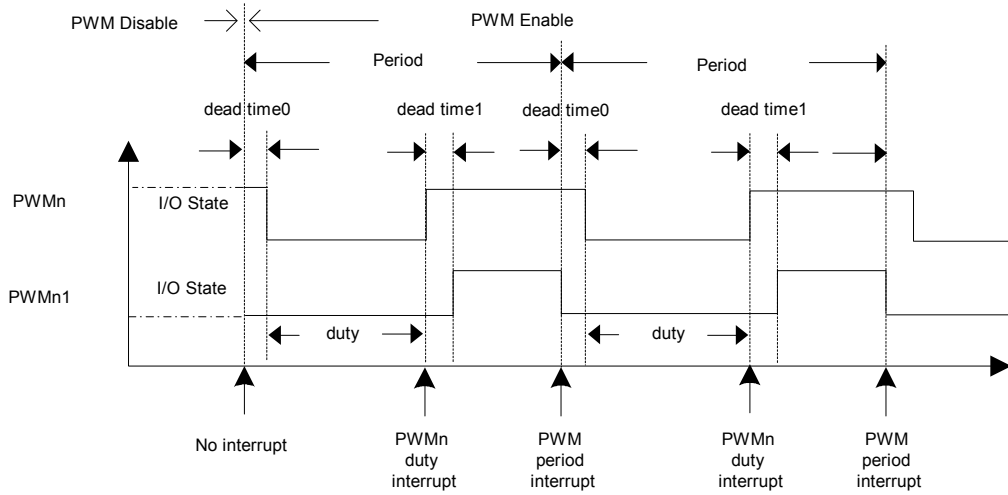 PWM Disable
PWM Enable
Period
Period
dead time0
dead time1
dead time0
dead time1
PWMn
I/O State
PWMn1
I/O State
duty
duty
No interrupt
PWMn
duty
interrupt
PWM
period
interrupt
PWMn
duty
interrupt
PWM
period
interrupt